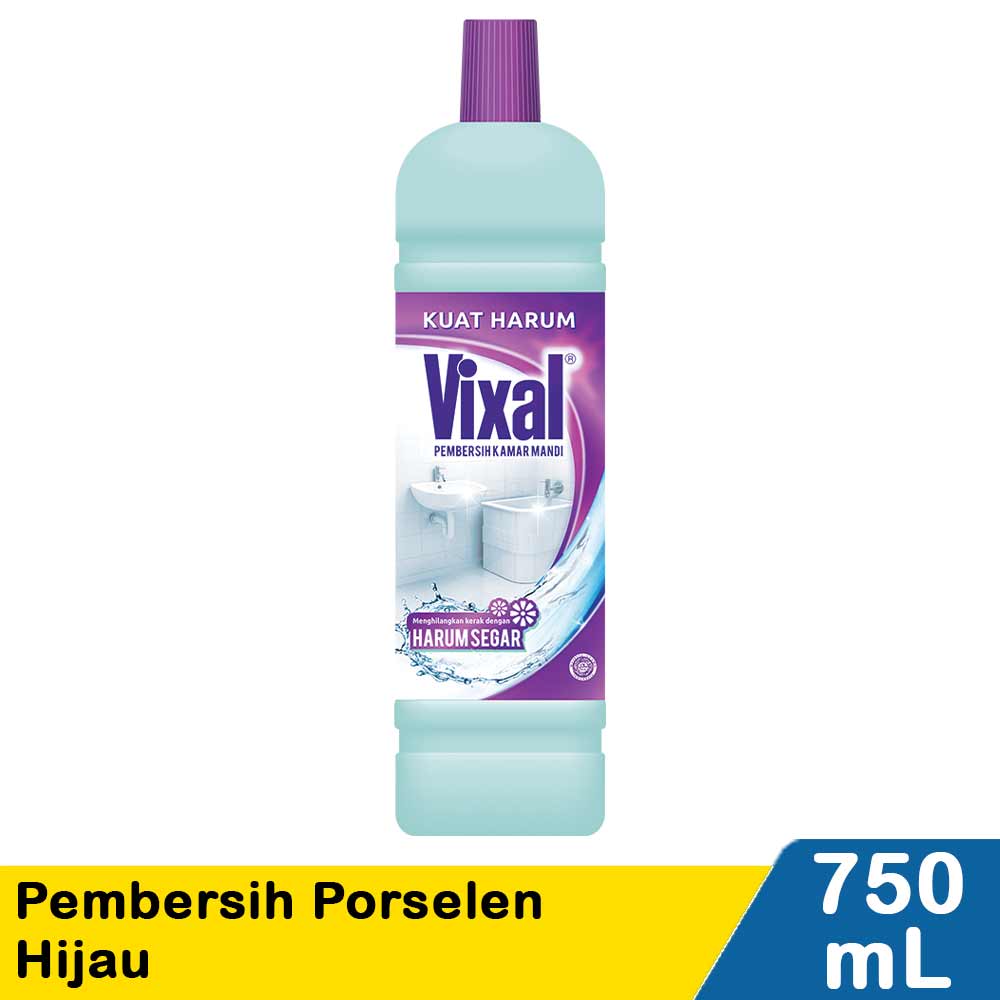 KUAT HARUM
Vixal®
PEMBERSIH KAMAR MANDI
Menghilangkan kerak dengan
HARUM SEGAR
Pembersih Porselen
Hijau
750
mL